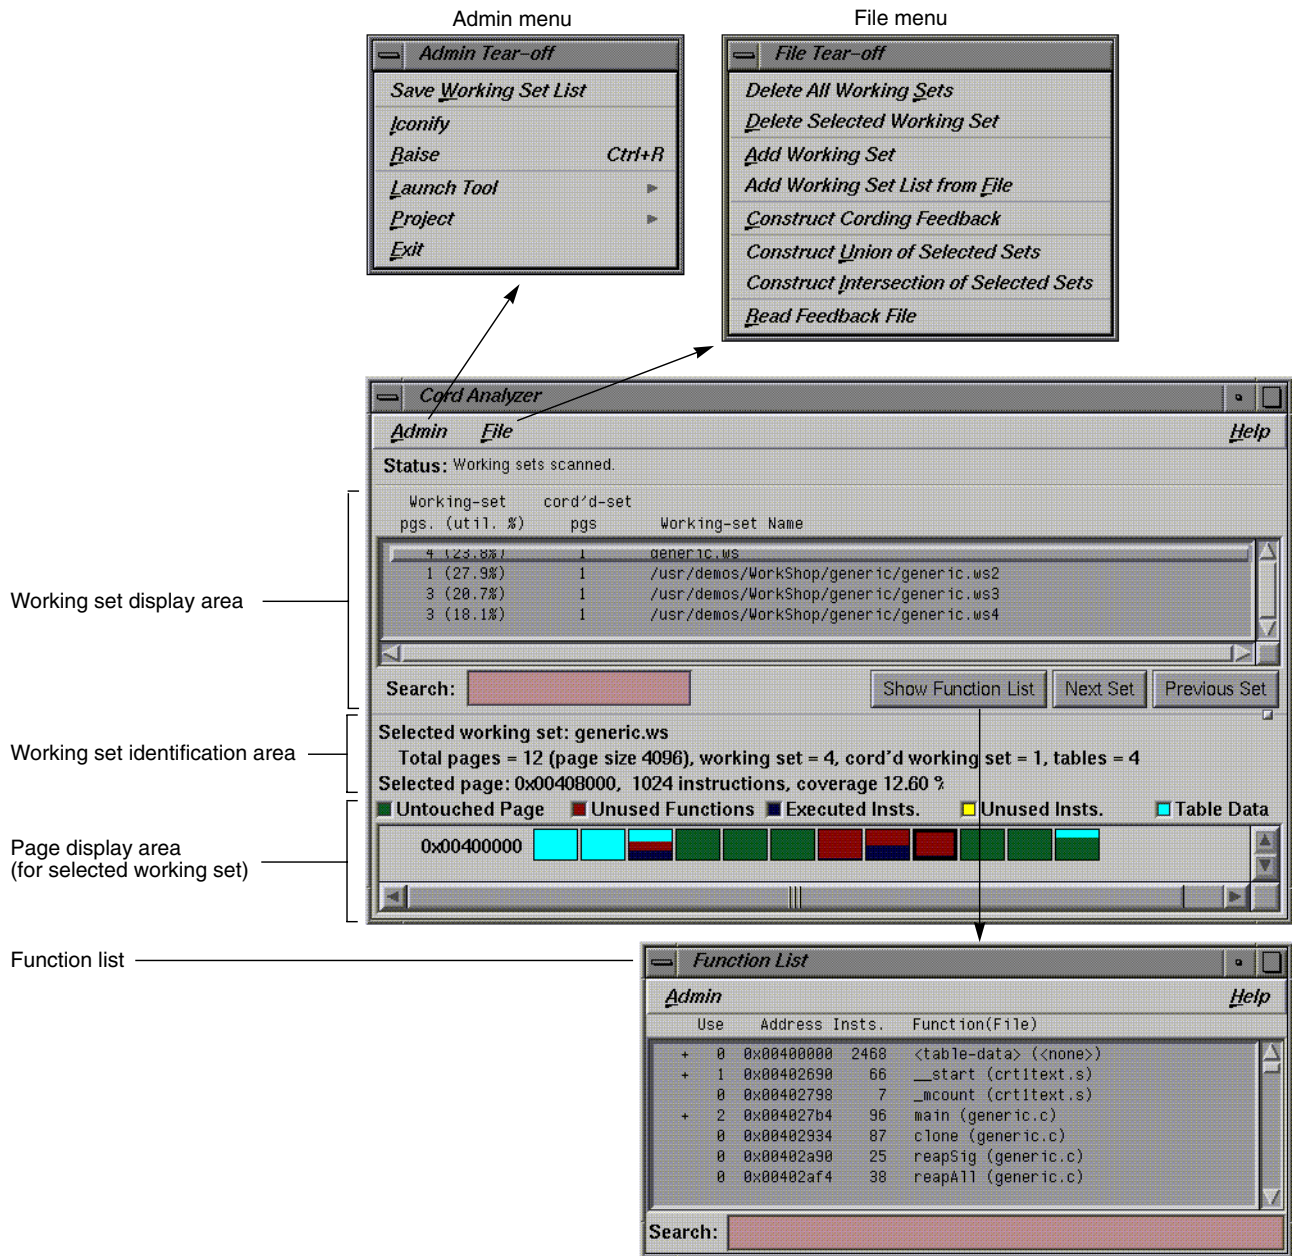 Admin menu
File menu
Admin Tear-off
Save Working Set List
Iconify
Raise Ctrl+R
Launch Tool
Project
Exit
File Tear-off
Delete All Working Sets
Delete Selected Working Set
Add Working Set
Add Working Set List from File
Construct Cording Feedback
Construct Union of Selected Sets
Construct Intersection of Selected Sets
Read Feedback File
Cord Analyzer
Admin File Help
Status: Working sets scanned.
Working-set cord'd-set
pgs. (util. %) pgs Working-set Name
4 (23.8%) 1 generic.ws
1 (27.9%) 1 /usr/demos/WorkShop/generic/generic.ws2
3 (20.7%) 1 /usr/demos/WorkShop/generic/generic.ws3
3 (18.1%) 1 /usr/demos/WorkShop/generic/generic.ws4
Working set display area
Search: Show Function List Next Set Previous Set
Working set identification area
Selected working set: generic.ws
Total pages = 12 (page size 4096), working set = 4, cord'd working set = 1, tables = 4
Selected page: 0x00408000, 1024 instructions, coverage 12.60 %
Untouched Page Unused Functions Executed Insts. Unused Insts. Table Data
Page display area
(for selected working set)
0x00400000
Function list
Function List
Admin Help
Use Address Insts. Function(File)
+ 0 0x00400000 2468 <table-data> (<none>)
+ 1 0x00402690 66 __start (crt1text.s)
0 0x00402798 7 _mcount (crt1text.s)
+ 2 0x004027b4 96 main (generic.c)
0 0x00402934 87 clone (generic.c)
0 0x00402a90 25 reapSig (generic.c)
0 0x00402af4 38 reapAll (generic.c)
Search: